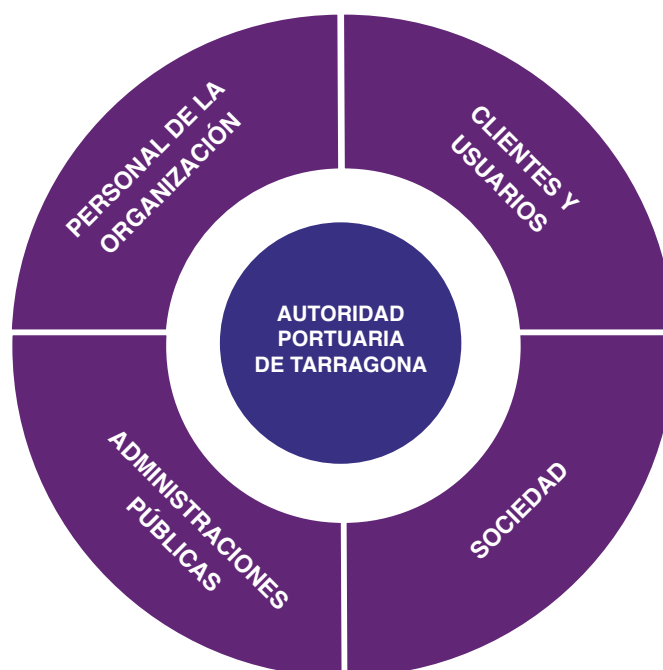 PERSONAL DE LA
ORGANIZACIÓN
CLIENTES Y
USUARIOS
AUTORIDAD
PORTUARIA
DE TARRAGONA
ADMINISTRACIONES
PÚBLICAS
SOCIEDAD